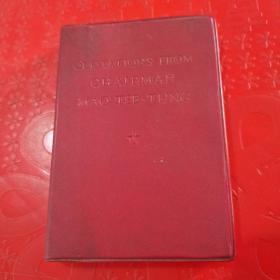 QUOTATIONS FROM
CHAIRMAN
MAO TSE-TUNG